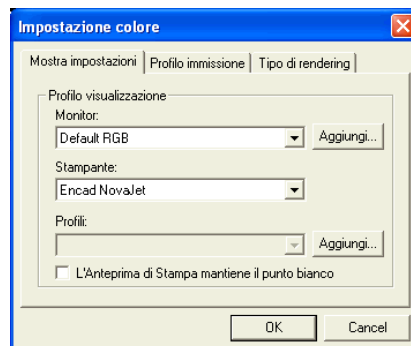 Impostazione colore
Mostra impostazioni Profilo immissione Tipo di rendering
Profilo visualizzazione
Monitor:
Default RGB Aggiungi...
Stampante:
Encad NovaJet
Profili:
Aggiungi...
L'Anteprima di Stampa mantiene il punto bianco
OK Cancel